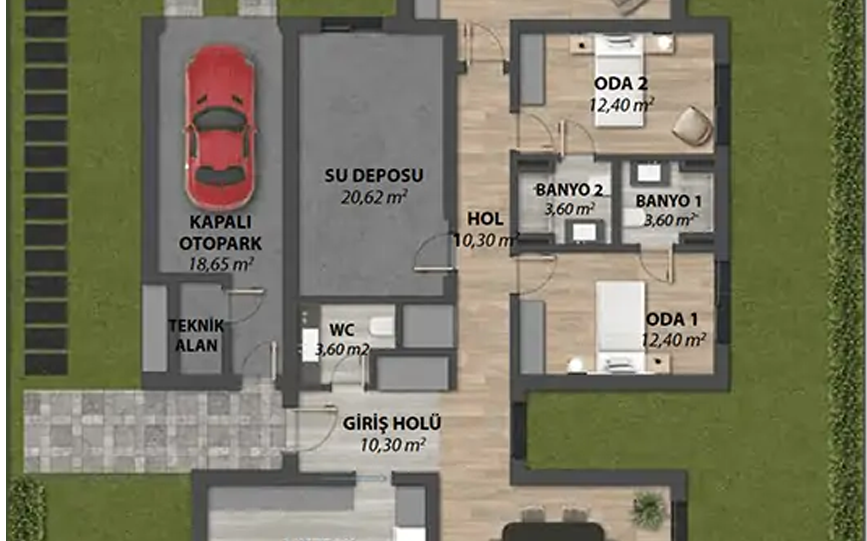 ODA 2
12,40 m²
SU DEPOSU
20,62 m²
BANYO 2
3,60 m²
BANYO 1
3,60 m²
KAPALI
OTOPARK
18,65 m²
HOL
10,30 m²
TEKNİK
ALAN
WC
3,60 m2
ODA 1
12,40 m²
GİRİŞ HOLÜ
10,30 m²